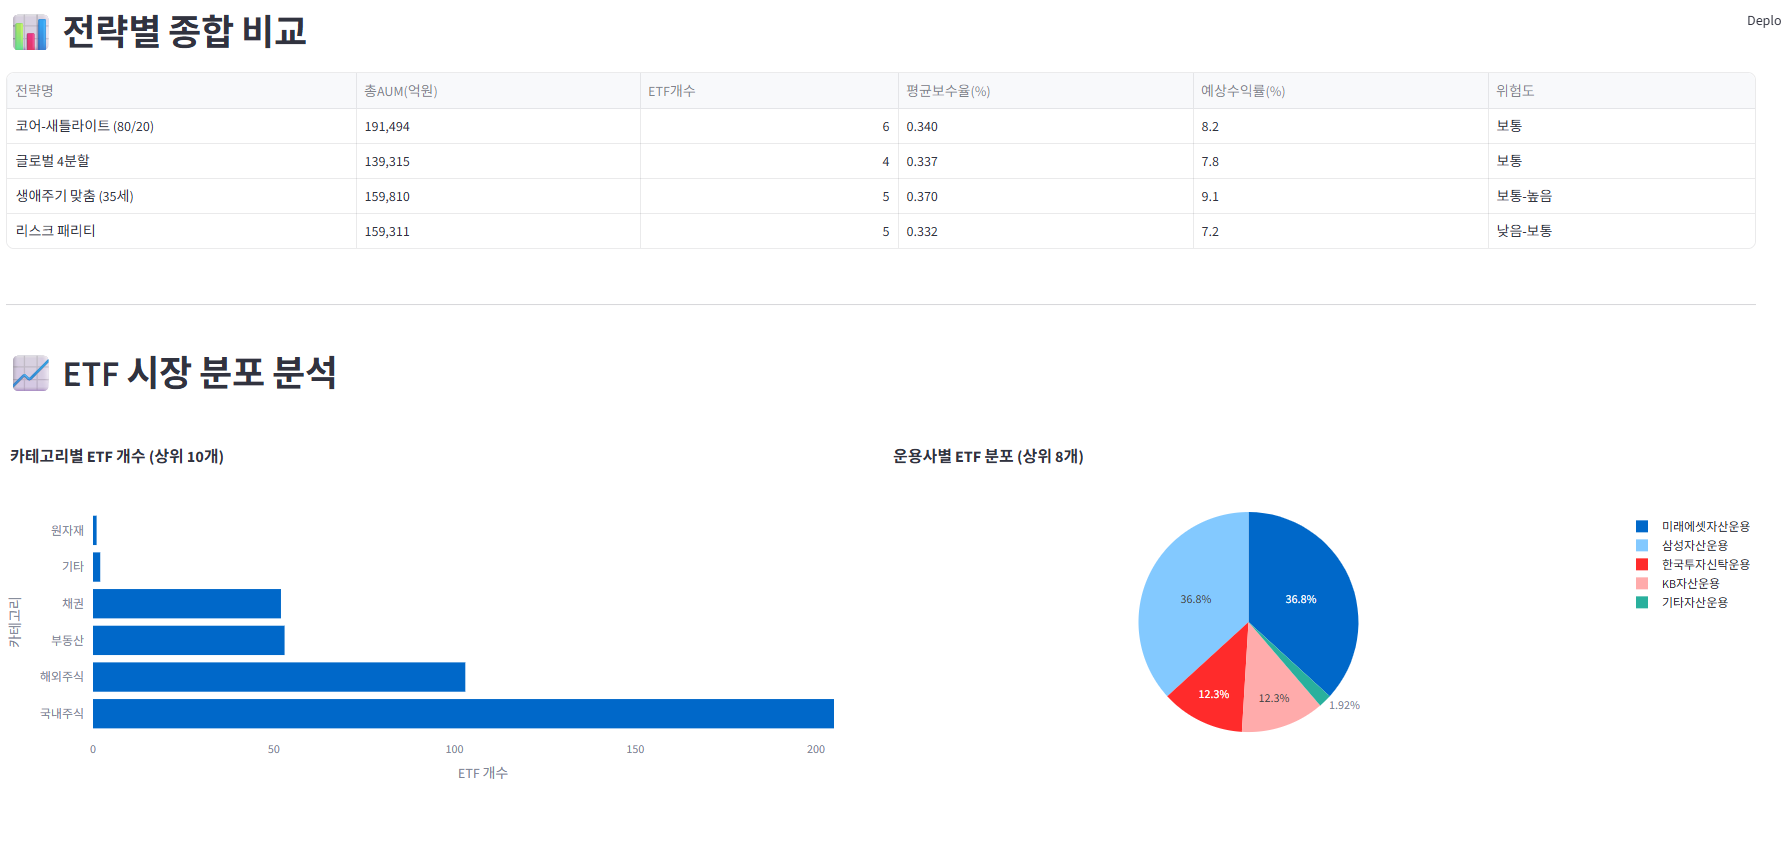 전략별 종합 비교
Deplo
전략명 총AUM(억원) ETF개수 평균보수율(%) 예상수익률(%) 위험도
코어-새틀라이트 (80/20) 191,494 6 0.340 8.2 보통
글로벌 4분할 139,315 4 0.337 7.8 보통
생애주기 맞춤 (35세) 159,810 5 0.370 9.1 보통-높음
리스크 패리티 159,311 5 0.332 7.2 낮음-보통
ETF 시장 분포 분석
카테고리별 ETF 개수 (상위 10개)
카테고리
원자재
기타
채권
부동산
해외주식
국내주식
0 50 100 150 200
ETF 개수
운용사별 ETF 분포 (상위 8개)
36.8% 36.8%
12.3% 12.3%
1.92%
미래에셋자산운용
삼성자산운용
한국투자신탁운용
KB자산운용
기타자산운용